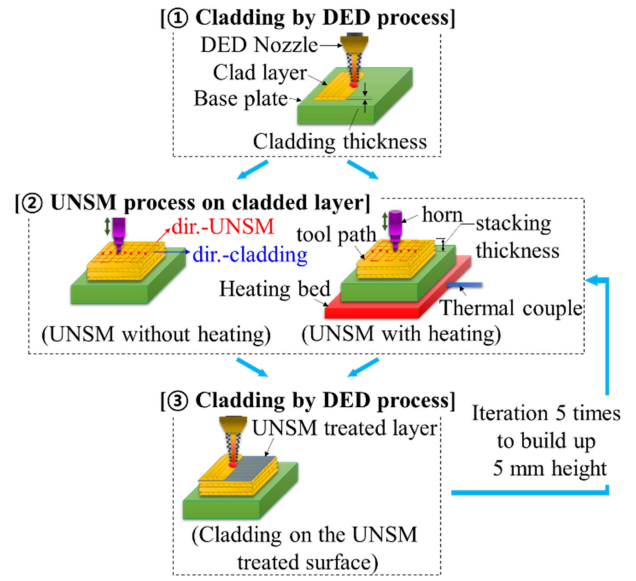 [① Cladding by DED process]
DED Nozzle
Clad layer
Base plate
Cladding thickness
[② UNSM process on cladded layer]
dir.-UNSM
dir.-cladding
(UNSM without heating)
horn
tool path
stacking
thickness
Heating bed
Thermal couple
(UNSM with heating)
[③ Cladding by DED process]
UNSM treated layer
(Cladding on the UNSM
treated surface)
Iteration 5 times
to build up
5 mm height